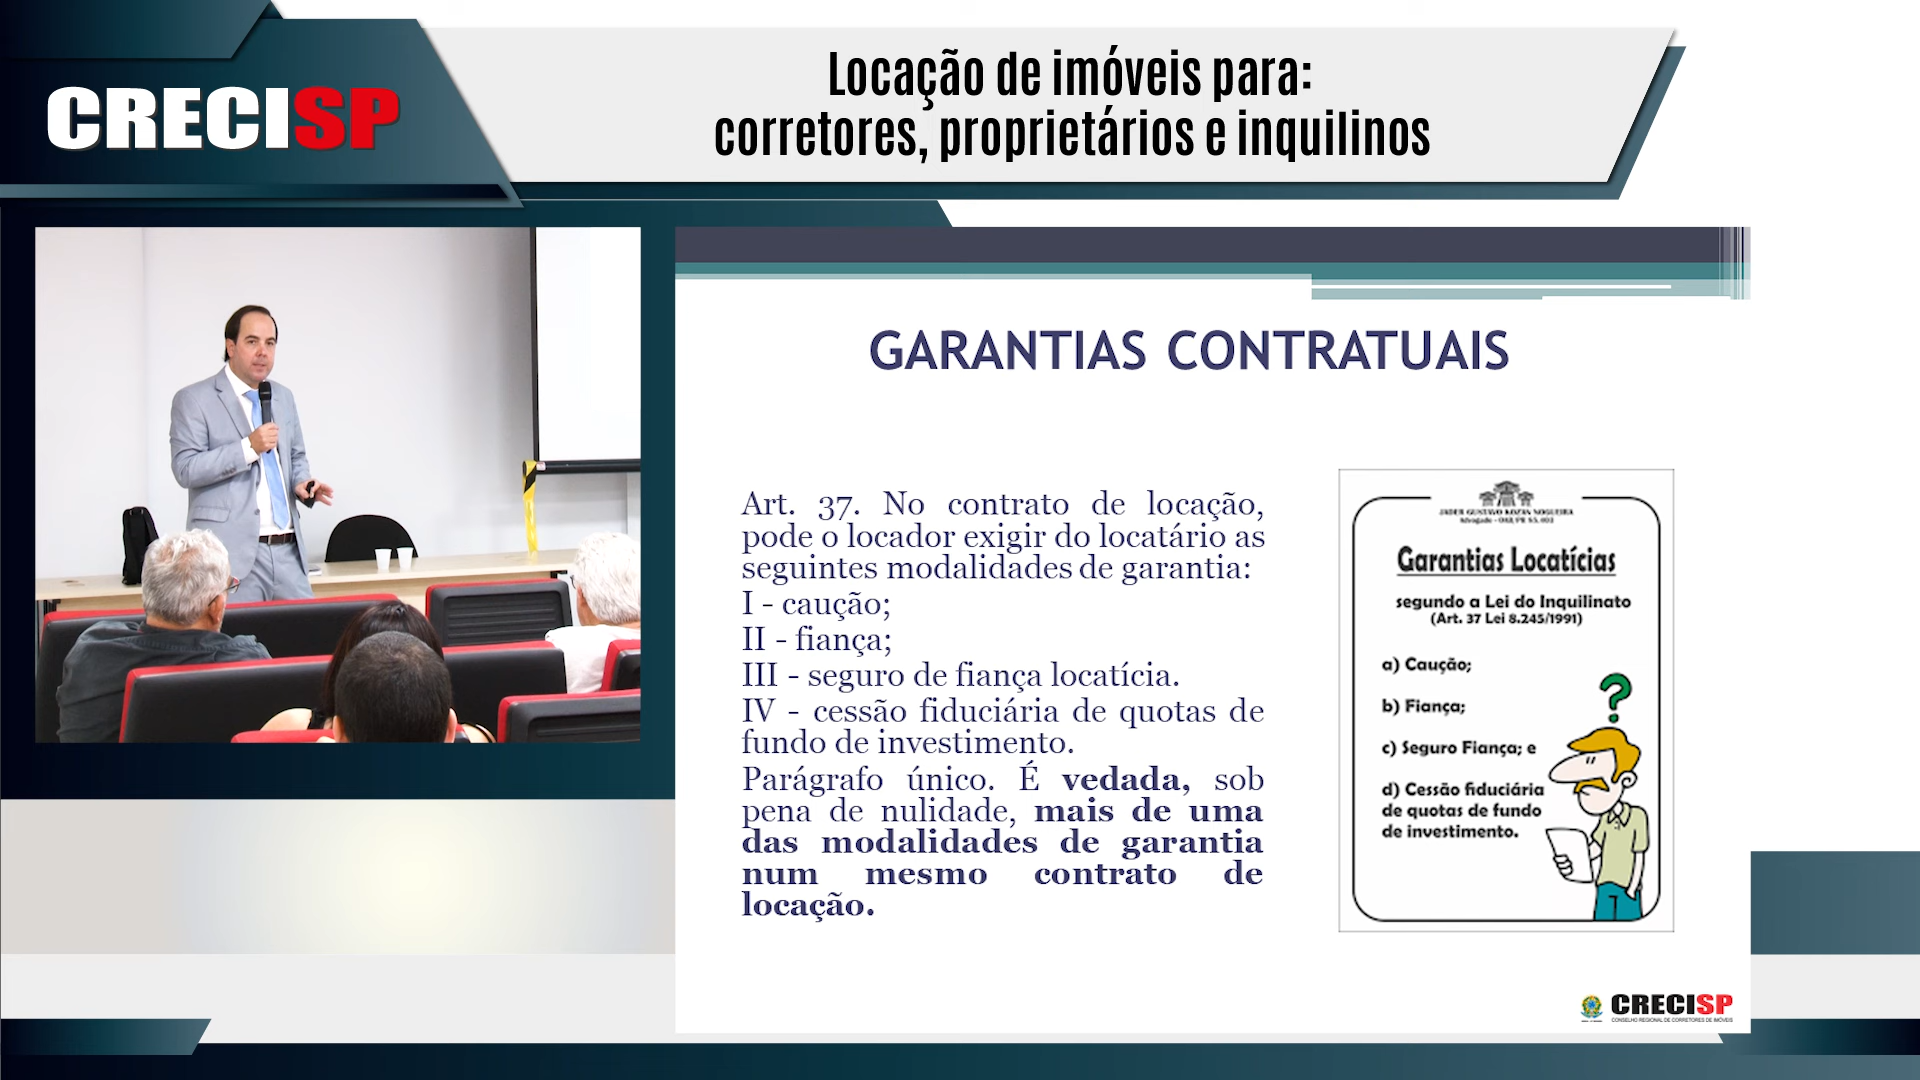 CRECISP
Locação de imóveis para:
corretores, proprietários e inquilinos
GARANTIAS CONTRATUAIS
Art. 37. No contrato de locação,
pode o locador exigir do locatário as
seguintes modalidades de garantia:
I - caução;
II - fiança;
III - seguro de fiança locatícia.
IV - cessão fiduciária de quotas de
fundo de investimento.
Parágrafo único. É vedada, sob
pena de nulidade, mais de uma
das modalidades de garantia
num mesmo contrato de
locação.
JADER GUSTAVO KOZAN NOGUEIRA
Advogado - OAB/PR
Garantias Locatícias
segundo a Lei do Inquilinato
(Art. 37 Lei 8.245/1991)
a) Caução;
b) Fiança;
c) Seguro Fiança; e
d) Cessão fiduciária
de quotas de fundo
de investimento.
?
CRECISP
CONSELHO REGIONAL DE CORRETORES DE IMÓVEIS